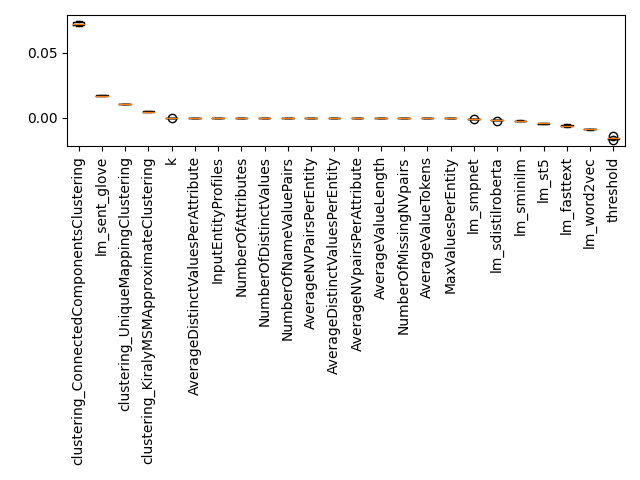 0.05
0.00
clustering_ConnectedComponentsClustering
lm_sent_glove
clustering_UniqueMappingClustering
clustering_KiralyMSMApproximateClustering
k
AverageDistinctValuesPerAttribute
InputEntityProfiles
NumberOfAttributes
NumberOfDistinctValues
NumberOfNameValuePairs
AverageNVPairsPerEntity
AverageDistinctValuesPerEntity
AverageNVpairsPerAttribute
AverageValueLength
NumberOfMissingNVpairs
AverageValueTokens
MaxValuesPerEntity
lm_smpnet
lm_sdistilroberta
lm_sminilm
lm_st5
lm_fasttext
lm_word2vec
threshold